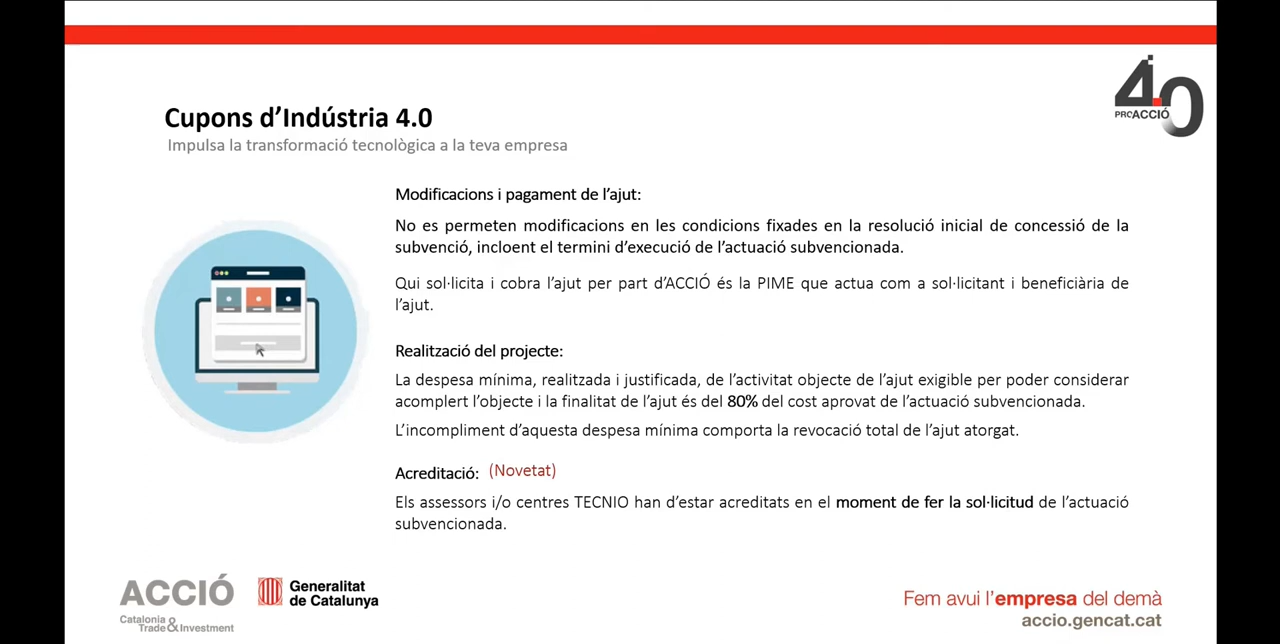 4.0
PROACCIÓ
Cupons d’Indústria 4.0
Impulsa la transformació tecnològica a la teva empresa
Modificacions i pagament de l’ajut:
No es permeten modificacions en les condicions fixades en la resolució inicial de concessió de la
subvenció, incloent el termini d’execució de l’actuació subvencionada.
Qui sol·licita i cobra l’ajut per part d’ACCIÓ és la PIME que actua com a sol·licitant i beneficiària de
l’ajut.
Realització del projecte:
La despesa mínima, realitzada i justificada, de l’activitat objecte de l’ajut exigible per poder considerar
acomplert l’objecte i la finalitat de l’ajut és del 80% del cost aprovat de l’actuació subvencionada.
L’incompliment d’aquesta despesa mínima comporta la revocació total de l’ajut atorgat.
Acreditació: (Novetat)
Els assessors i/o centres TECNIO han d’estar acreditats en el moment de fer la sol·licitud de l’actuació
subvencionada.
ACCIÓ
Catalonia
Trade & Investment
Generalitat
de Catalunya
Fem avui l’empresa del demà
accio.gencat.cat